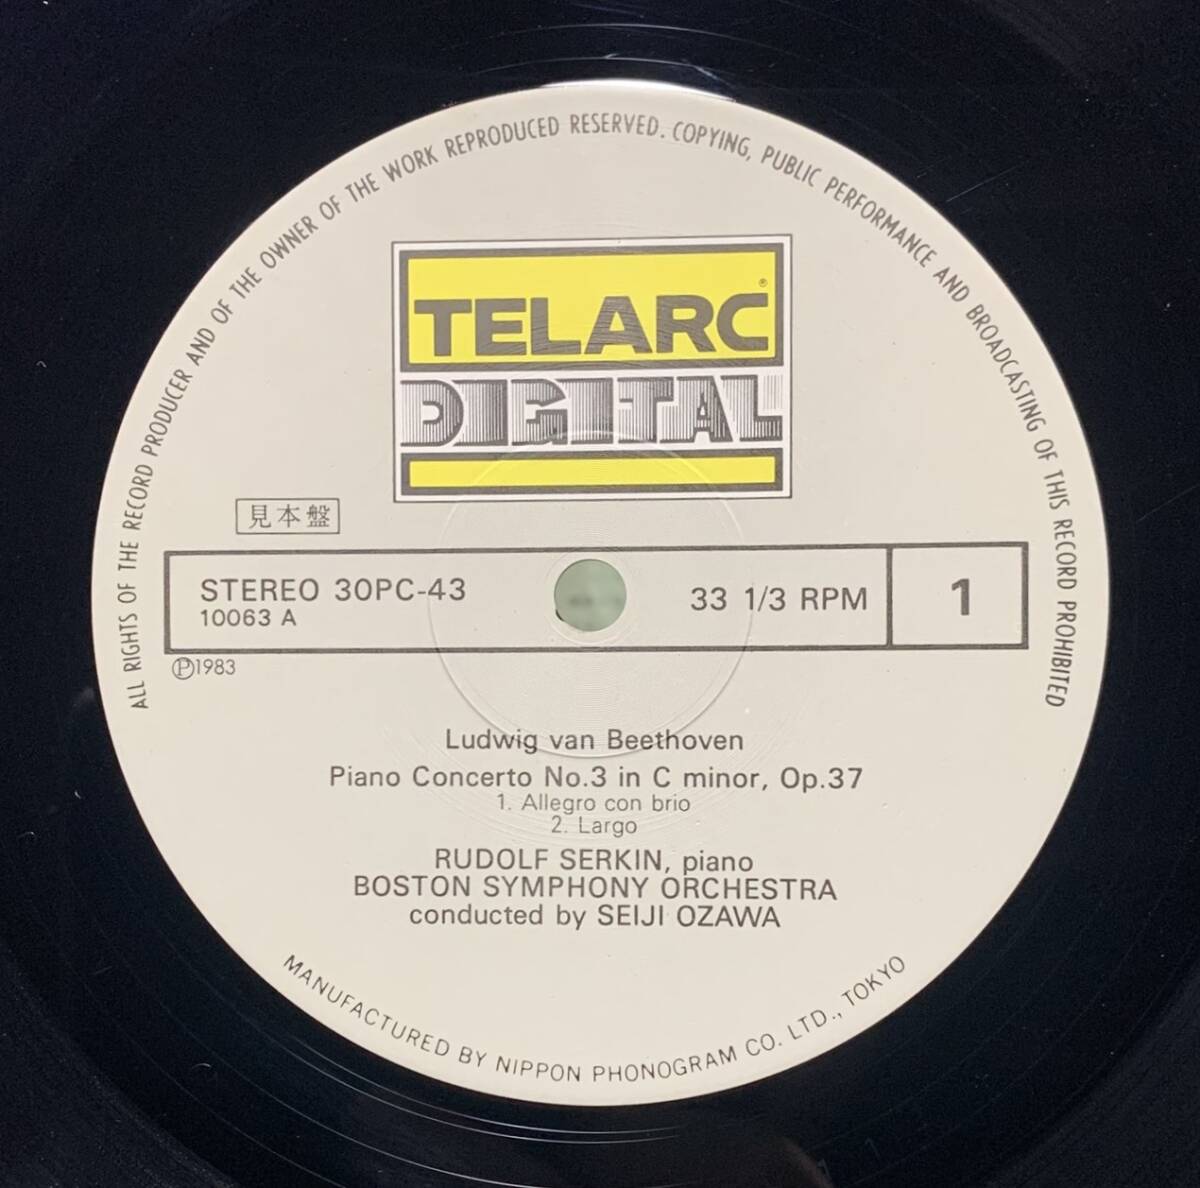 ALL RIGHTS OF THE RECORD PRODUCER AND OF THE OWNER OF THE WORK REPRODUCED RESERVED. COPYING, PUBLIC PERFORMANCE AND BROADCASTING OF THIS RECORD PROHIBITED
TELARC®
DIGITAL
見本盤
STEREO 30PC-43
10063 A
33 1/3 RPM
1
Ⓟ1983
Ludwig van Beethoven
Piano Concerto No.3 in C minor, Op.37
1. Allegro con brio
2. Largo
RUDOLF SERKIN, piano
BOSTON SYMPHONY ORCHESTRA
conducted by SEIJI OZAWA
MANUFACTURED BY NIPPON PHONOGRAM CO. LTD., TOKYO